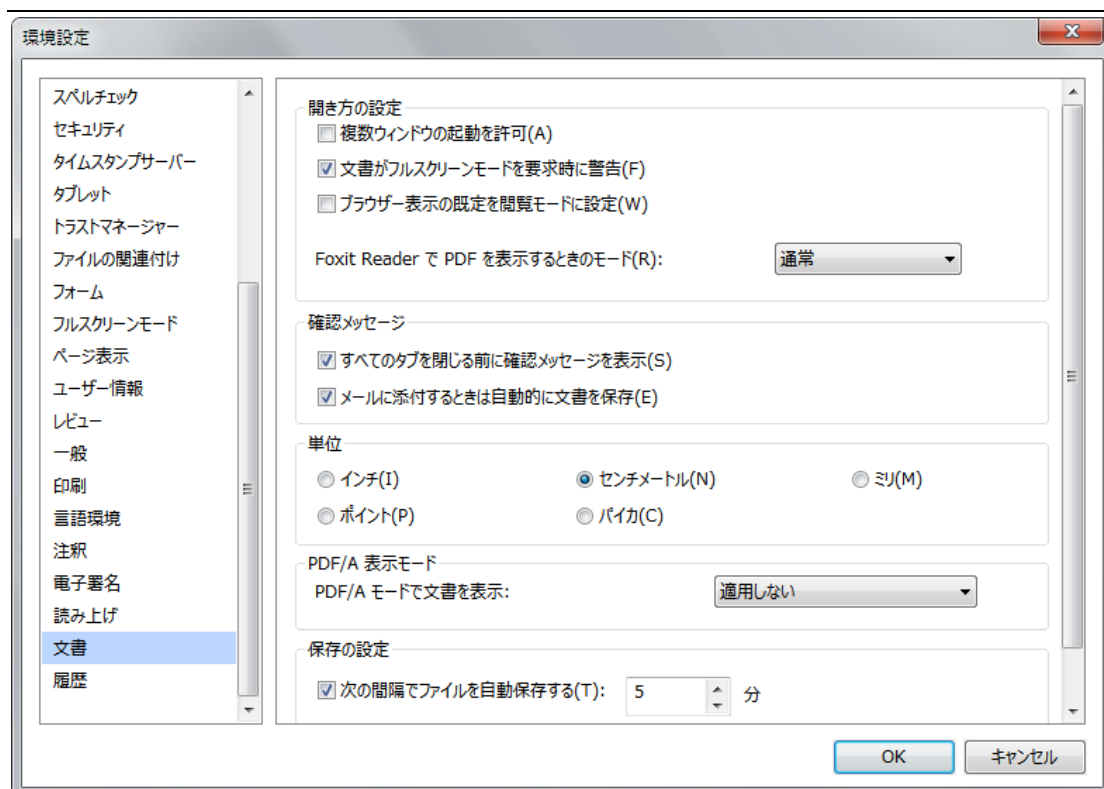 環境設定
スペルチェック
セキュリティ
タイムスタンプサーバー
タブレット
トラストマネージャー
ファイルの関連付け
フォーム
フルスクリーンモード
ページ表示
ユーザー情報
レビュー
一般
印刷
言語環境
注釈
電子署名
読み上げ
文書
履歴
開き方の設定
複数ウィンドウの起動を許可(A)
文書がフルスクリーンモードを要求時に警告(F)
ブラウザー表示の既定を閲覧モードに設定(W)
Foxit Reader で PDF を表示するときのモード(R): 通常
確認メッセージ
すべてのタブを閉じる前に確認メッセージを表示(S)
メールに添付するときは自動的に文書を保存(E)
単位
インチ(I) センチメートル(N) ミリ(M)
ポイント(P) パイカ(C)
PDF/A 表示モード
PDF/A モードで文書を表示: 適用しない
保存の設定
次の間隔でファイルを自動保存する(T): 5 分
OK キャンセル